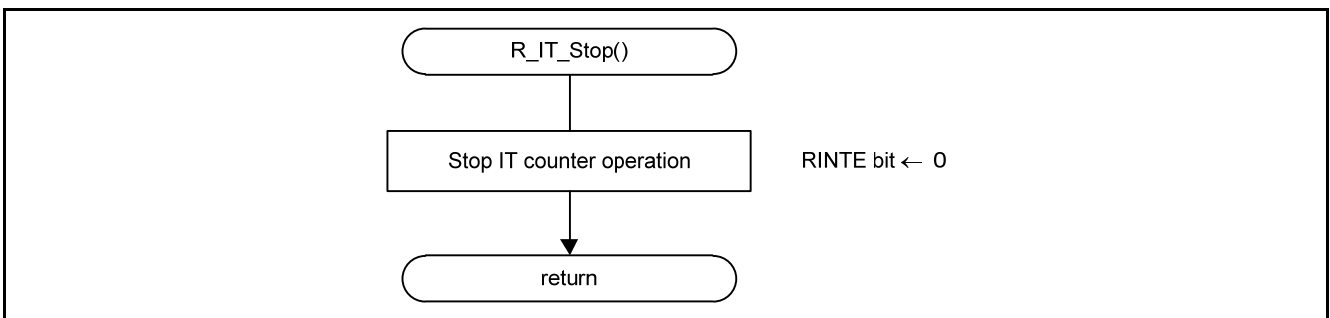 R_IT_Stop()
Stop IT counter operation
RINTE bit ← 0
return